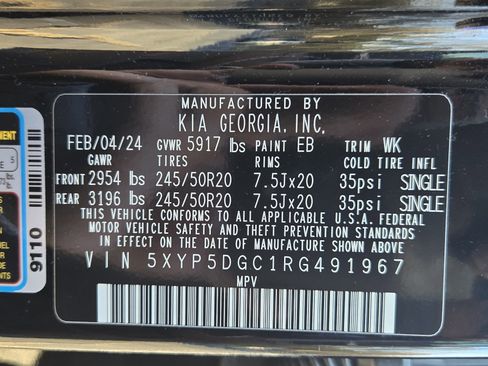 MANUFACTURED BY
KIA GEORGIA, INC.
FEB/04/24 GVWR 5917 lbs PAINT EB TRIM WK
GAWR TIRES RIMS COLD TIRE INFL
FRONT 2954 lbs 245/50R20 7.5Jx20 35psi SINGLE
REAR 3196 lbs 245/50R20 7.5Jx20 35psi SINGLE
THIS VEHICLE CONFORMS TO ALL APPLICABLE U.S.A. FEDERAL
MOTOR VEHICLE SAFETY AND THEFT PREVENTION STANDARDS
IN EFFECT ON THE DATE OF MANUFACTURE SHOWN ABOVE.
VIN 5XYP5DGC1RG491967
MPV
9110